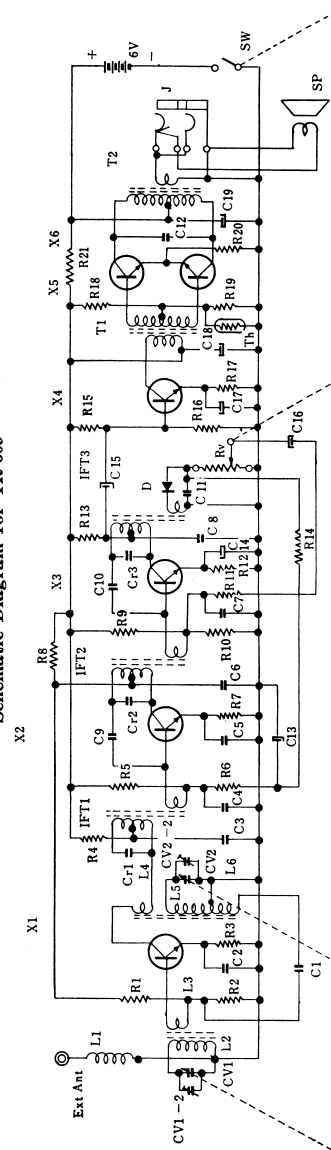 Schematic Diagram for
X1
X2
X3
X4
X5
X6
Ext Ant
L1
CV1-2
CV1
L2
L3
R1
R2
C2
R3
C1
L4
L5
L6
CV2
CV2-2
Cr1
R4
IFT1
C3
R5
C4
R6
C9
Cr2
C5
R7
C6
C13
R8
IFT2
R9
R10
C7
C10
Cr3
R11
R12
C14
C8
R13
IFT3
C15
D
C11
R14
Rv
C16
R15
R16
C17
R17
C18
Th
T1
R18
R19
R20
R21
C12
C19
T2
J
SP
+
6V
−
SW